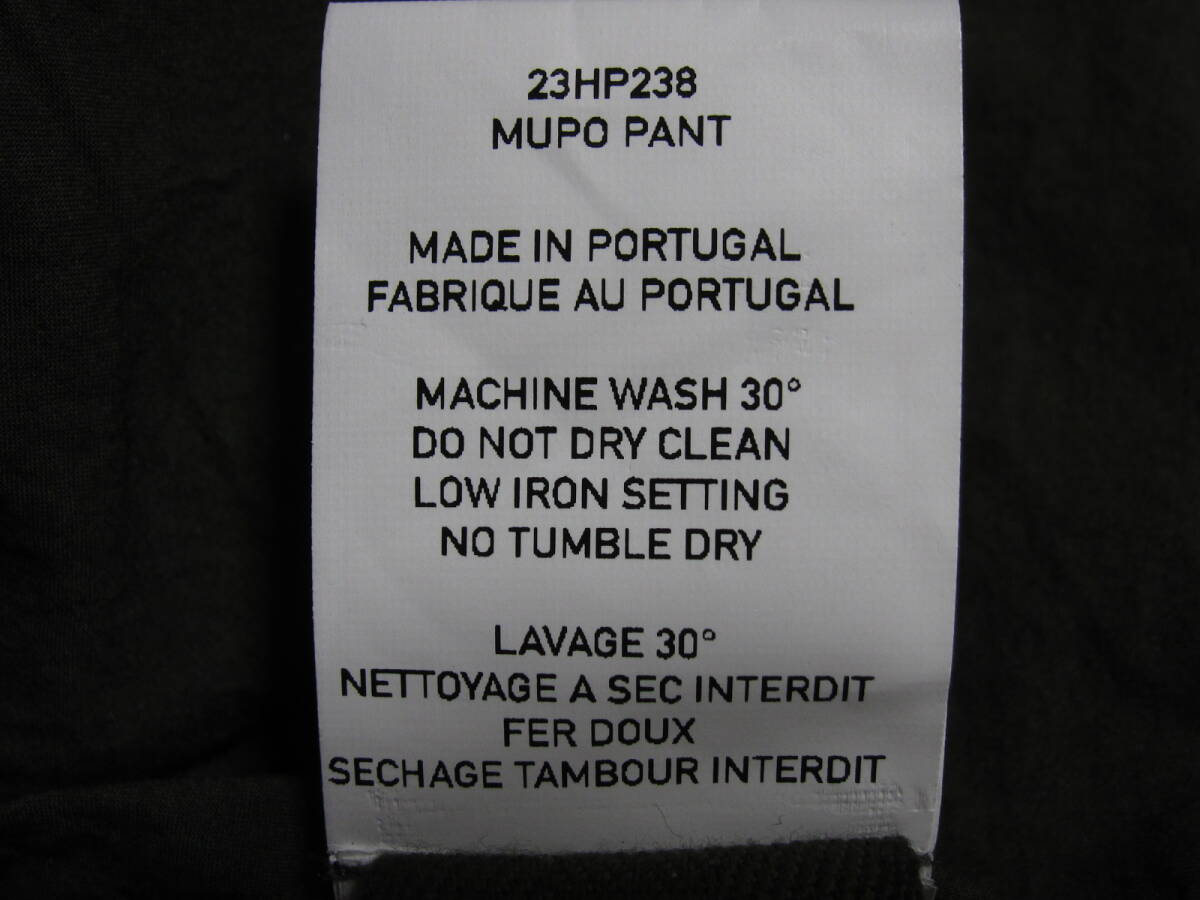 23HP238
MUPO PANT
MADE IN PORTUGAL
FABRIQUE AU PORTUGAL
MACHINE WASH 30°
DO NOT DRY CLEAN
LOW IRON SETTING
NO TUMBLE DRY
LAVAGE 30°
NETTOYAGE A SEC INTERDIT
FER DOUX
SECHAGE TAMBOUR INTERDIT